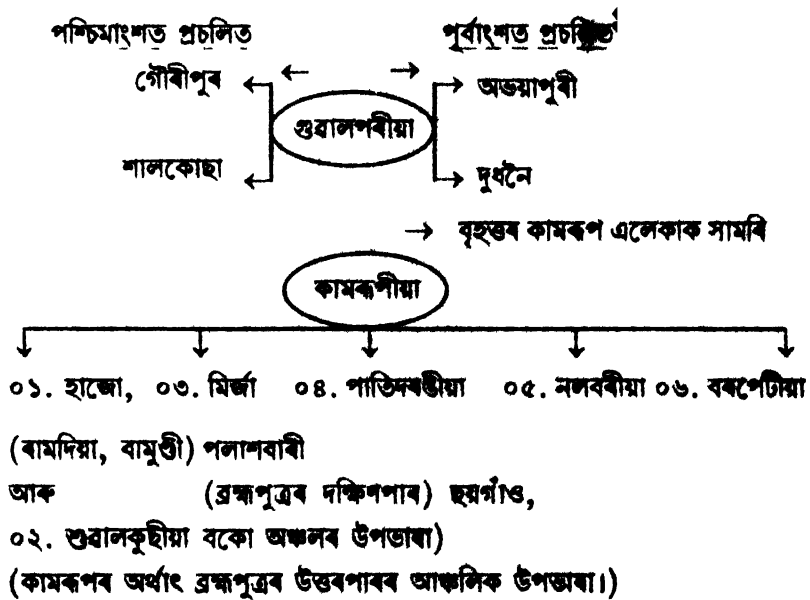 পশ্চিমাংশত প্ৰচলিত পূৰ্বাংশত প্ৰচলিত
গৌৰীপুৰ ← ← → → অভয়াপুৰী
গুৱালপৰীয়া
শালকোছা ← → দুধনৈ
→ বৃহত্তৰ কামৰূপ এলেকাক সামৰি
কামৰূপীয়া
০১. হাজো, ০৩. মিৰ্জা ০৪. পাতিদৰঙীয়া ০৫. নলবৰীয়া ০৬. বৰপেটীয়া
(ৰামদিয়া, বামুণ্ডী) পলাশবাৰী
আৰু (ব্ৰহ্মপুত্ৰৰ দক্ষিণপাৰ) ছয়গাঁও,
০২. শুৱালকুছীয়া বকো অঞ্চলৰ উপভাষা)
(কামৰূপৰ অৰ্থাৎ ব্ৰহ্মপুত্ৰৰ উত্তৰপাৰৰ আঞ্চলিক উপভাষা।)